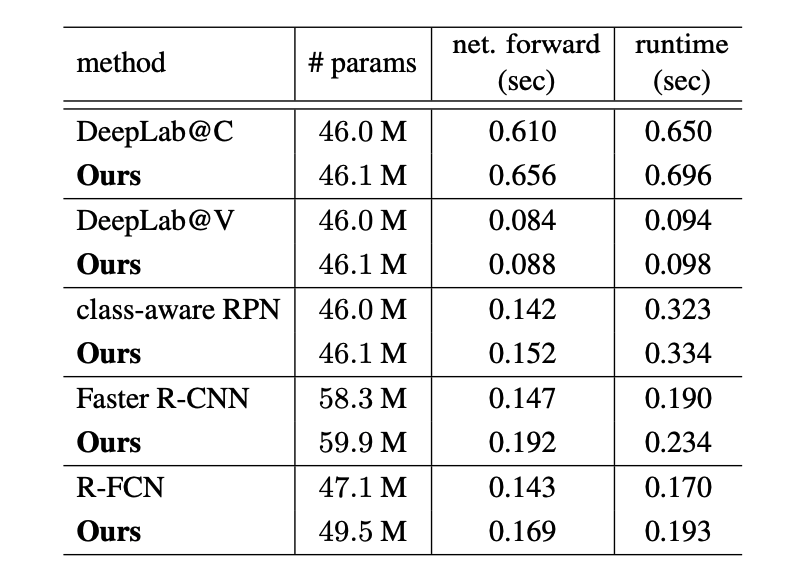 method # params net. forward (sec) runtime (sec)
DeepLab@C 46.0 M 0.610 0.650
Ours 46.1 M 0.656 0.696
DeepLab@V 46.0 M 0.084 0.094
Ours 46.1 M 0.088 0.098
class-aware RPN 46.0 M 0.142 0.323
Ours 46.1 M 0.152 0.334
Faster R-CNN 58.3 M 0.147 0.190
Ours 59.9 M 0.192 0.234
R-FCN 47.1 M 0.143 0.170
Ours 49.5 M 0.169 0.193